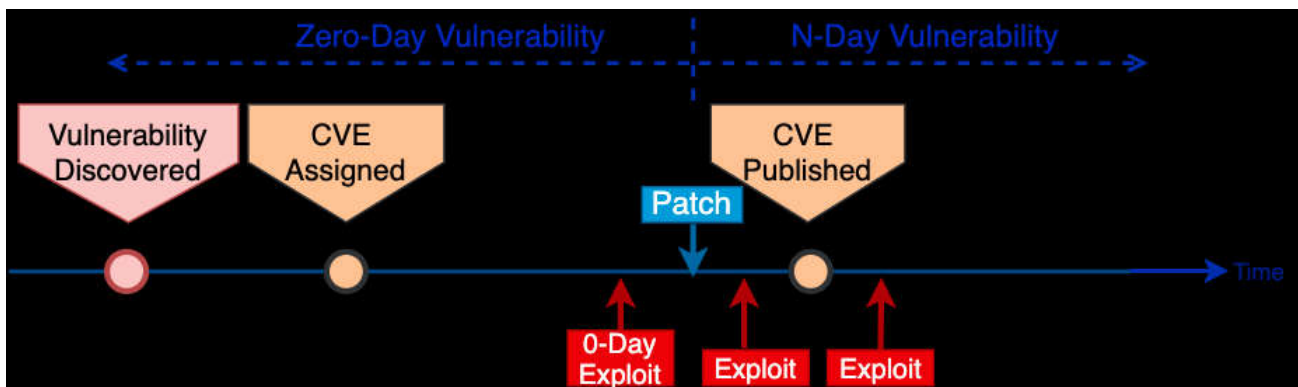 Zero-Day Vulnerability
N-Day Vulnerability
Vulnerability
Discovered
CVE
Assigned
CVE
Published
Patch
Time
0-Day
Exploit
Exploit
Exploit